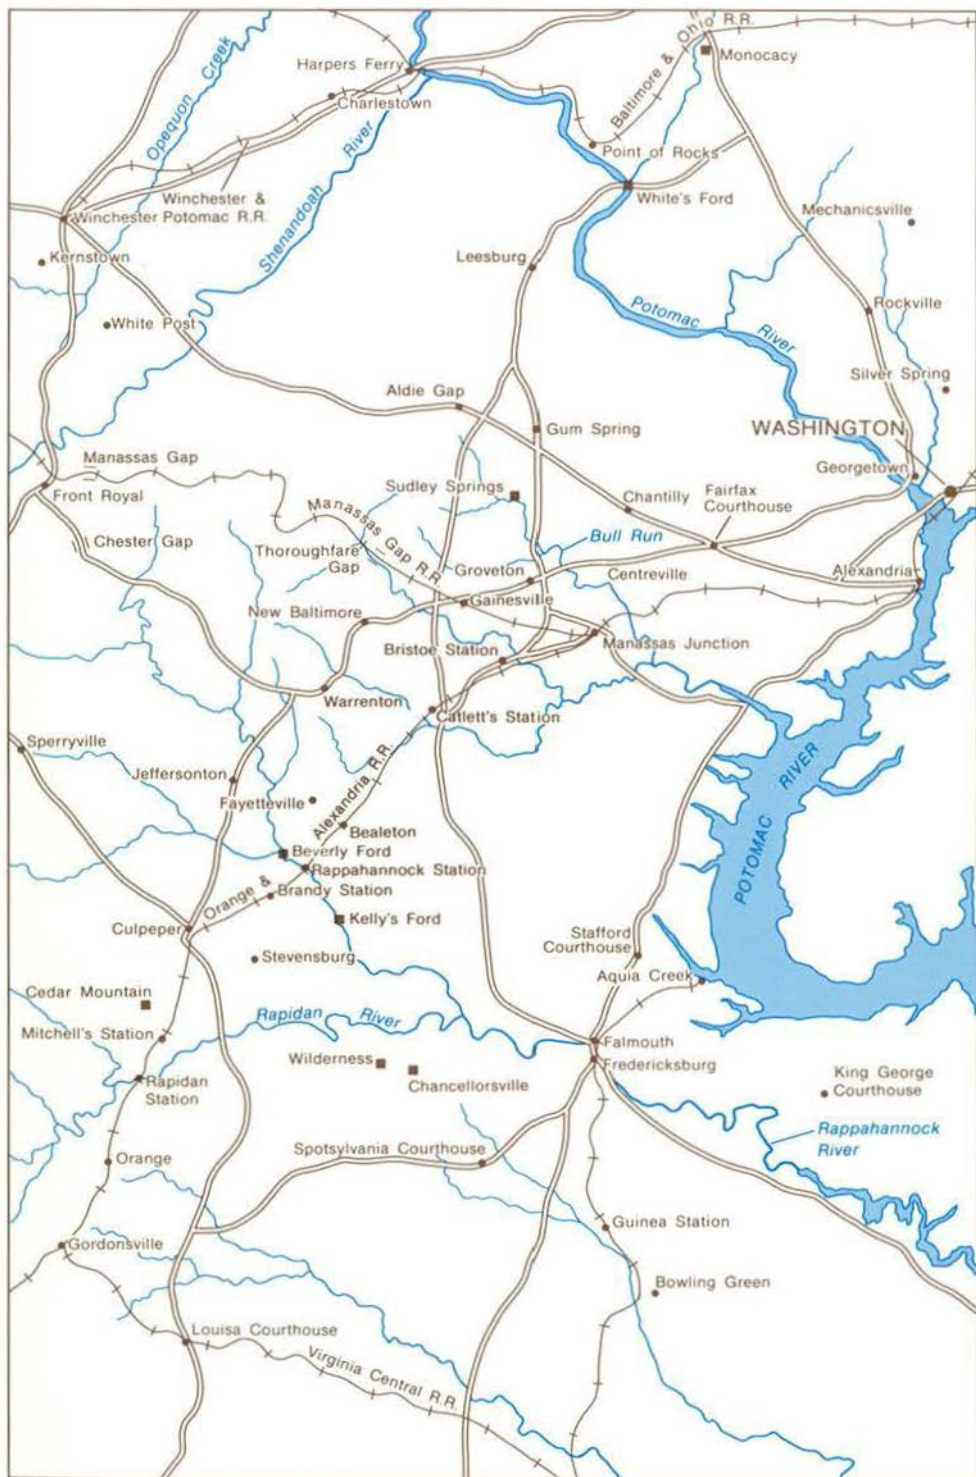 Baltimore & Ohio R.R.
Monocacy
Harpers Ferry
Charlestown
Opequon Creek
Shenandoah River
Point of Rocks
Winchester &
Potomac R.R.
Winchester
White's Ford
Mechanicsville
Kernstown
Leesburg
White Post
Potomac River
Rockville
Silver Spring
Aldie Gap
Gum Spring
WASHINGTON
Georgetown
Manassas Gap
Front Royal
Sudley Springs
Chantilly
Fairfax
Courthouse
Manassas Gap R.R.
Chester Gap
Thoroughfare
Gap
Bull Run
Groveton
Centreville
Alexandria
Gainesville
New Baltimore
Bristoe Station
Manassas Junction
Warrenton
Catlett's Station
Sperryville
Jeffersonton
Fayetteville
Orange & Alexandria R.R.
POTOMAC RIVER
Bealeton
Beverly Ford
Rappahannock Station
Brandy Station
Culpeper
Kelly's Ford
Stafford
Courthouse
Stevensburg
Aquia Creek
Cedar Mountain
Rapidan River
Mitchell's Station
Falmouth
Wilderness
Fredericksburg
Chancellorsville
King George
Courthouse
Rapidan
Station
Rappahannock
River
Spotsylvania Courthouse
Orange
Guinea Station
Gordonsville
Bowling Green
Louisa Courthouse
Virginia Central R.R.